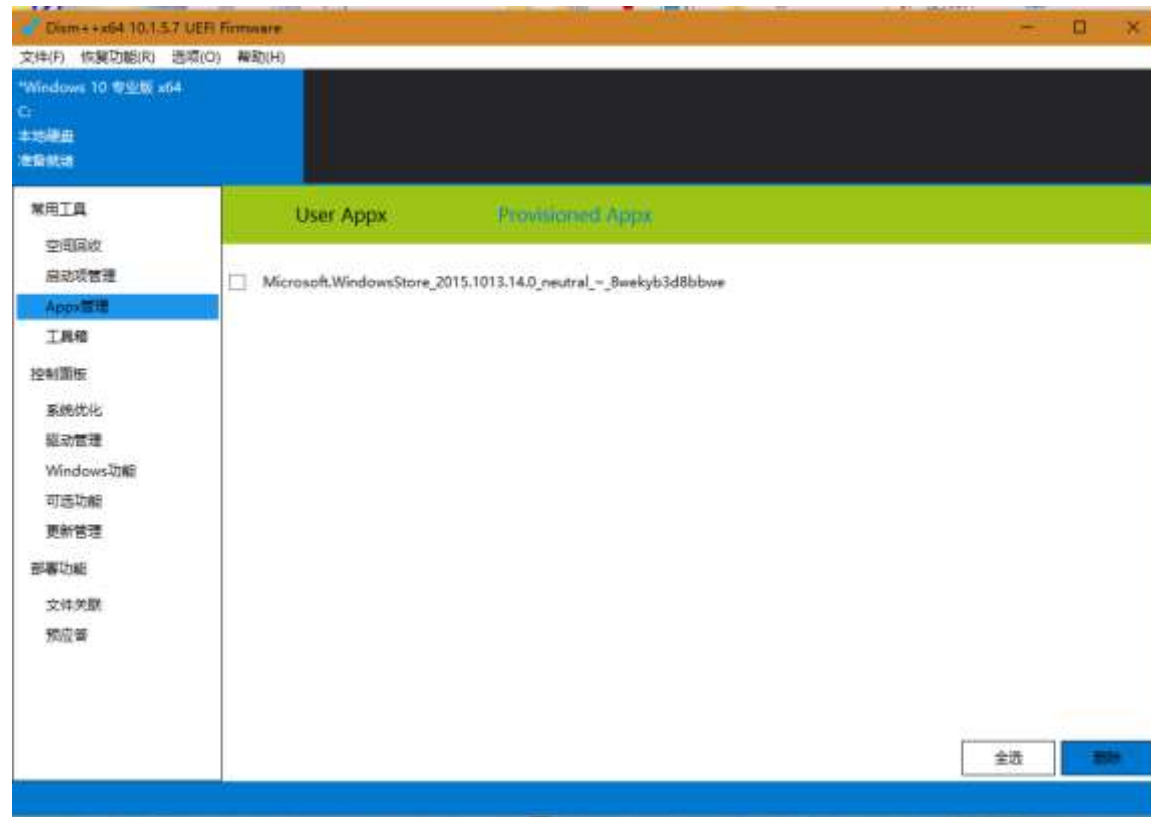 Dism++x64 10.1.5.7 UEFI Firmware
文件(F) 恢复功能(R) 选项(O) 帮助(H)
*Windows 10 专业版 x64
C:
本地硬盘
准备就绪
常用工具
空间回收
启动项管理
Appx管理
工具箱
控制面板
系统优化
驱动管理
Windows功能
可选功能
更新管理
部署功能
文件关联
预应答
User Appx Provisioned Appx
Microsoft.WindowsStore_2015.1013.14.0_neutral_~_8wekyb3d8bbwe
全选 删除